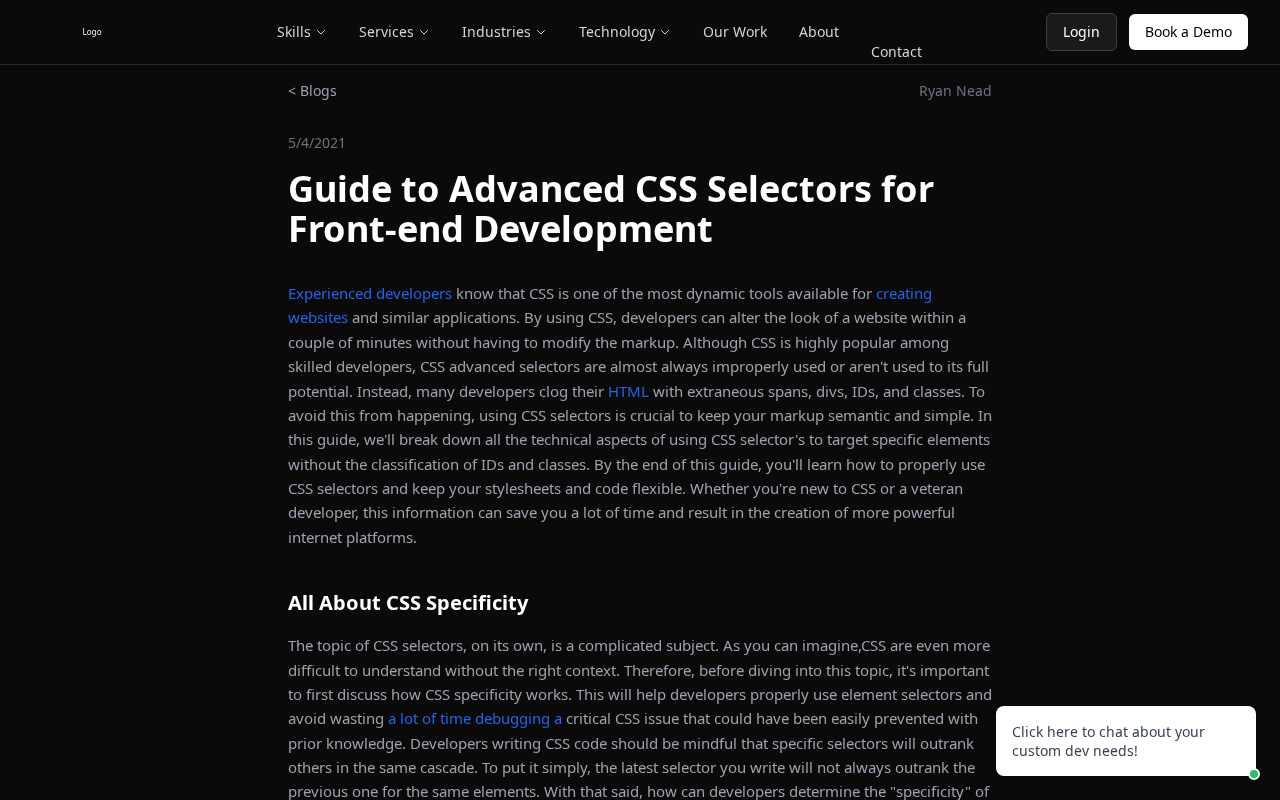 Logo
Skills
Services
Industries
Technology
Our Work
About
Contact
Login
Book a Demo
< Blogs
Ryan Nead
5/4/2021
Guide to Advanced CSS Selectors for
Front-end Development
Experienced developers know that CSS is one of the most dynamic tools available for creating
websites and similar applications. By using CSS, developers can alter the look of a website within a
couple of minutes without having to modify the markup. Although CSS is highly popular among
skilled developers, CSS advanced selectors are almost always improperly used or aren't used to its full
potential. Instead, many developers clog their HTML with extraneous spans, divs, IDs, and classes. To
avoid this from happening, using CSS selectors is crucial to keep your markup semantic and simple. In
this guide, we'll break down all the technical aspects of using CSS selector's to target specific elements
without the classification of IDs and classes. By the end of this guide, you'll learn how to properly use
CSS selectors and keep your stylesheets and code flexible. Whether you're new to CSS or a veteran
developer, this information can save you a lot of time and result in the creation of more powerful
internet platforms.
All About CSS Specificity
The topic of CSS selectors, on its own, is a complicated subject. As you can imagine,CSS are even more
difficult to understand without the right context. Therefore, before diving into this topic, it's important
to first discuss how CSS specificity works. This will help developers properly use element selectors and
avoid wasting a lot of time debugging a critical CSS issue that could have been easily prevented with
prior knowledge. Developers writing CSS code should be mindful that specific selectors will outrank
others in the same cascade. To put it simply, the latest selector you write will not always outrank the
previous one for the same elements. With that said, how can developers determine the "specificity" of
Click here to chat about your
custom dev needs!